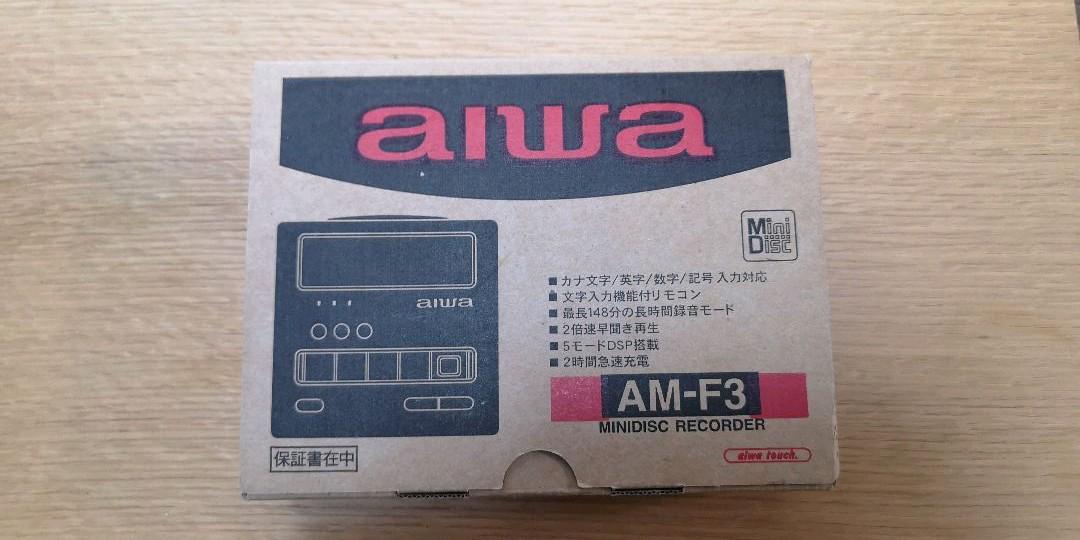 aiwa
Mini
Disc
aiwa
■ カナ文字/英字/数字/記号 入力対応
■ 文字入力機能付リモコン
■ 最長148分の長時間録音モード
■ 2倍速早聞き再生
■ 5モードDSP搭載
■ 2時間急速充電
AM-F3
MINIDISC RECORDER
保証書在中
aiwa touch.